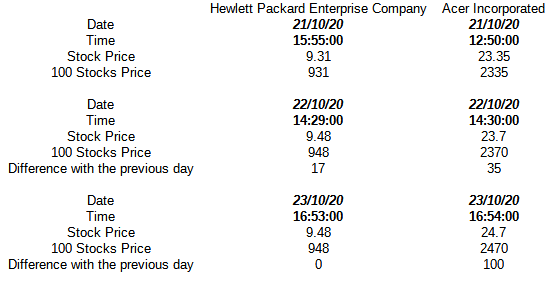 Hewlett Packard Enterprise Company Acer Incorporated
Date 21/10/20 21/10/20
Time 15:55:00 12:50:00
Stock Price 9.31 23.35
100 Stocks Price 931 2335
Date 22/10/20 22/10/20
Time 14:29:00 14:30:00
Stock Price 9.48 23.7
100 Stocks Price 948 2370
Difference with the previous day 17 35
Date 23/10/20 23/10/20
Time 16:53:00 16:54:00
Stock Price 9.48 24.7
100 Stocks Price 948 2470
Difference with the previous day 0 100